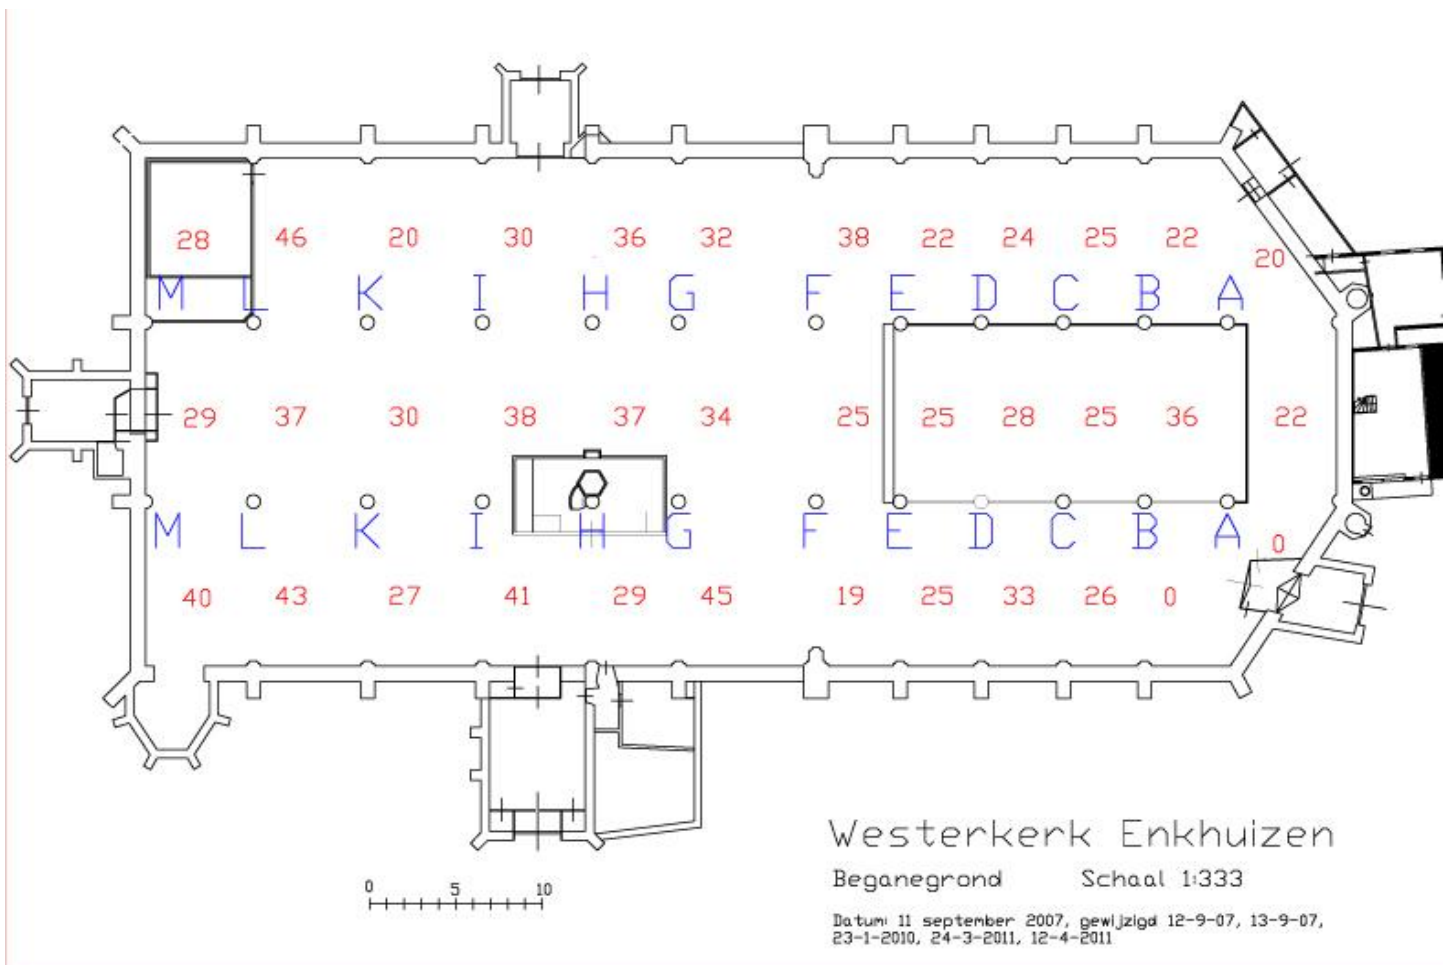 28 46 20 30 36 32 38 22 24 25 22 20
M L K I H G F E D C B A
29 37 30 38 37 34 25 25 28 25 36 22
M L K I H G F E D C B A
0
40 43 27 41 29 45 19 25 33 26 0
Westerkerk Enkhuizen
Beganegrond Schaal 1:333
0 5 10
Datum: 11 september 2007, gewijzigd 12-9-07, 13-9-07,
23-1-2010, 24-3-2011, 12-4-2011